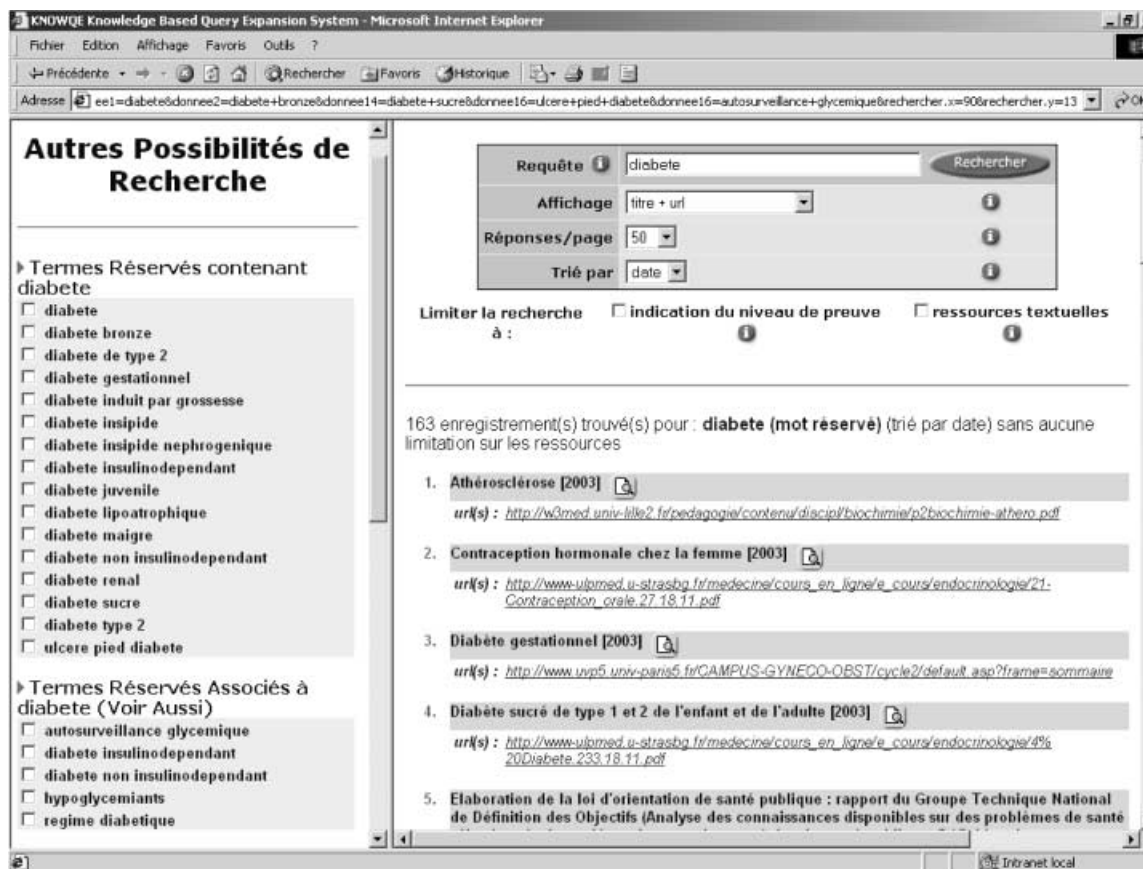 KNOWQE Knowledge Based Query Expansion System - Microsoft Internet Explorer
Fichier Edition Affichage Favoris Outils ?
Précédente Rechercher Favoris Historique
Adresse ee1=diabete&donnee2=diabete+bronze&donnee14=diabete+sucre&donnee16=ulcere+pied+diabete&donnee16=autosurveillance+glycemique&rechercher.x=90&rechercher.y=13 OK
Autres Possibilités de
Recherche
Termes Réservés contenant
diabete
diabete
diabete bronze
diabete de type 2
diabete gestationnel
diabete induit par grossesse
diabete insipide
diabete insipide nephrogenique
diabete insulinodependant
diabete juvenile
diabete lipoatrophique
diabete maigre
diabete non insulinodependant
diabete renal
diabete sucre
diabete type 2
ulcere pied diabete
Termes Réservés Associés à
diabete (Voir Aussi)
autosurveillance glycemique
diabete insulinodependant
diabete non insulinodependant
hypoglycemiants
regime diabetique
Requête diabete Rechercher
Affichage titre + url
Réponses/page 50
Trié par date
Limiter la recherche à : indication du niveau de preuve ressources textuelles
163 enregistrement(s) trouvé(s) pour : diabete (mot réservé) (trié par date) sans aucune
limitation sur les ressources
1. Athérosclérose [2003]
url(s) : http://w3med.univ-lille2.fr/pedagogie/contenu/discipl/biochimie/p2biochimie-athero.pdf
2. Contraception hormonale chez la femme [2003]
url(s) : http://www-ulpmed.u-strasbg.fr/medecine/cours_en_ligne/e_cours/endocrinologie/21-
Contraception_orale.27.18.11.pdf
3. Diabète gestationnel [2003]
url(s) : http://www.uvp5.univ-paris5.fr/CAMPUS-GYNECO-OBST/cycle2/default.asp?frame=sommaire
4. Diabète sucré de type 1 et 2 de l'enfant et de l'adulte [2003]
url(s) : http://www-ulpmed.u-strasbg.fr/medecine/cours_en_ligne/e_cours/endocrinologie/4%
20Diabete.233.18.11.pdf
5. Elaboration de la loi d'orientation de santé publique : rapport du Groupe Technique National
de Définition des Objectifs (Analyse des connaissances disponibles sur des problèmes de santé
Intranet local